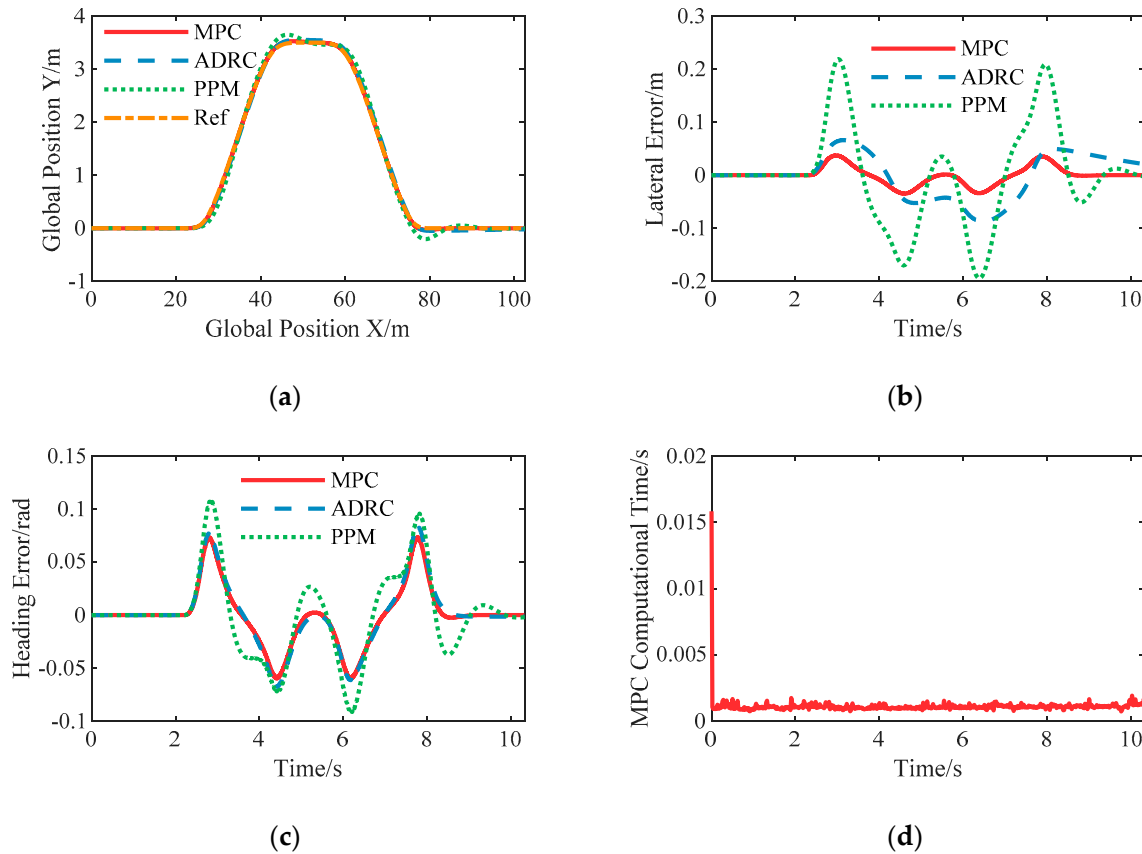 4
3
2
1
0
-1
Global Position Y/m
MPC
ADRC
PPM
Ref
0 20 40 60 80 100
Global Position X/m
(a)
0.3
0.2
0.1
0
-0.1
-0.2
Lateral Error/m
MPC
ADRC
PPM
0 2 4 6 8 10
Time/s
(b)
0.15
0.1
0.05
0
-0.05
-0.1
Heading Error/rad
MPC
ADRC
PPM
0 2 4 6 8 10
Time/s
(c)
0.02
0.015
0.01
0.005
0
MPC Computational Time/s
0 2 4 6 8 10
Time/s
(d)